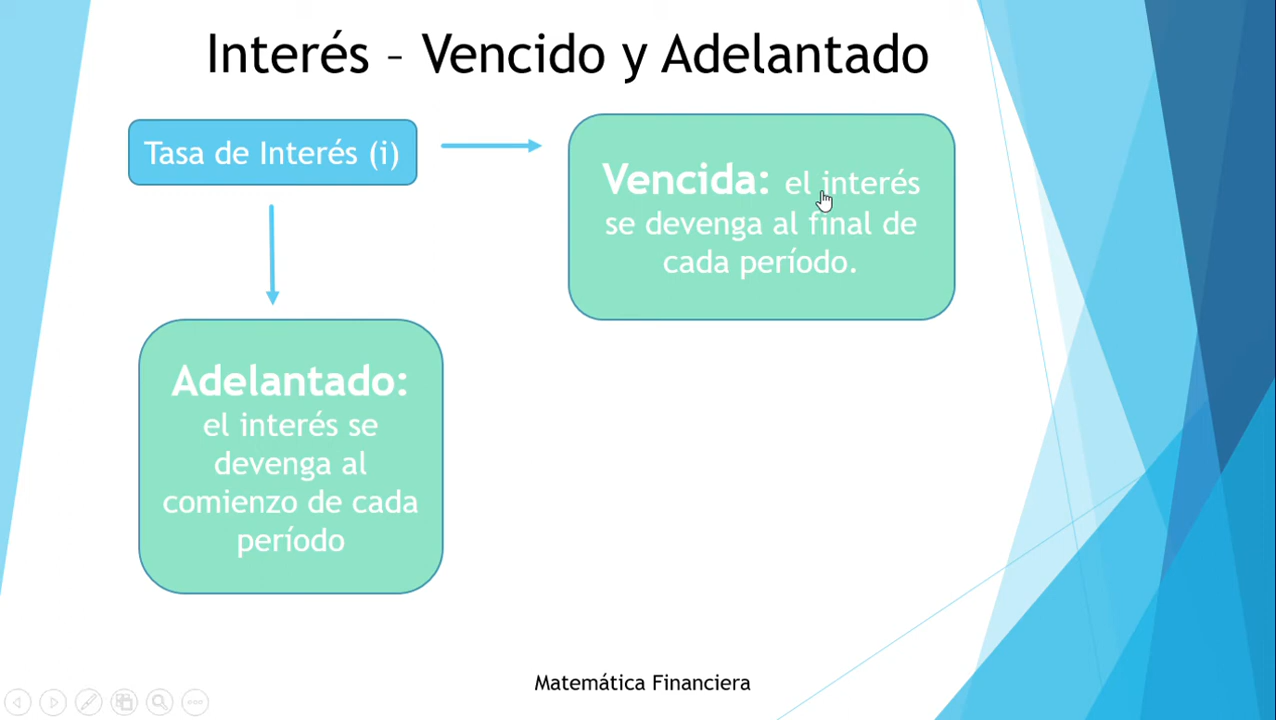 Interés – Vencido y Adelantado
Tasa de Interés (i)
Vencida: el interés
se devenga al final de
cada período.
Adelantado:
el interés se
devenga al
comienzo de cada
período
Matemática Financiera